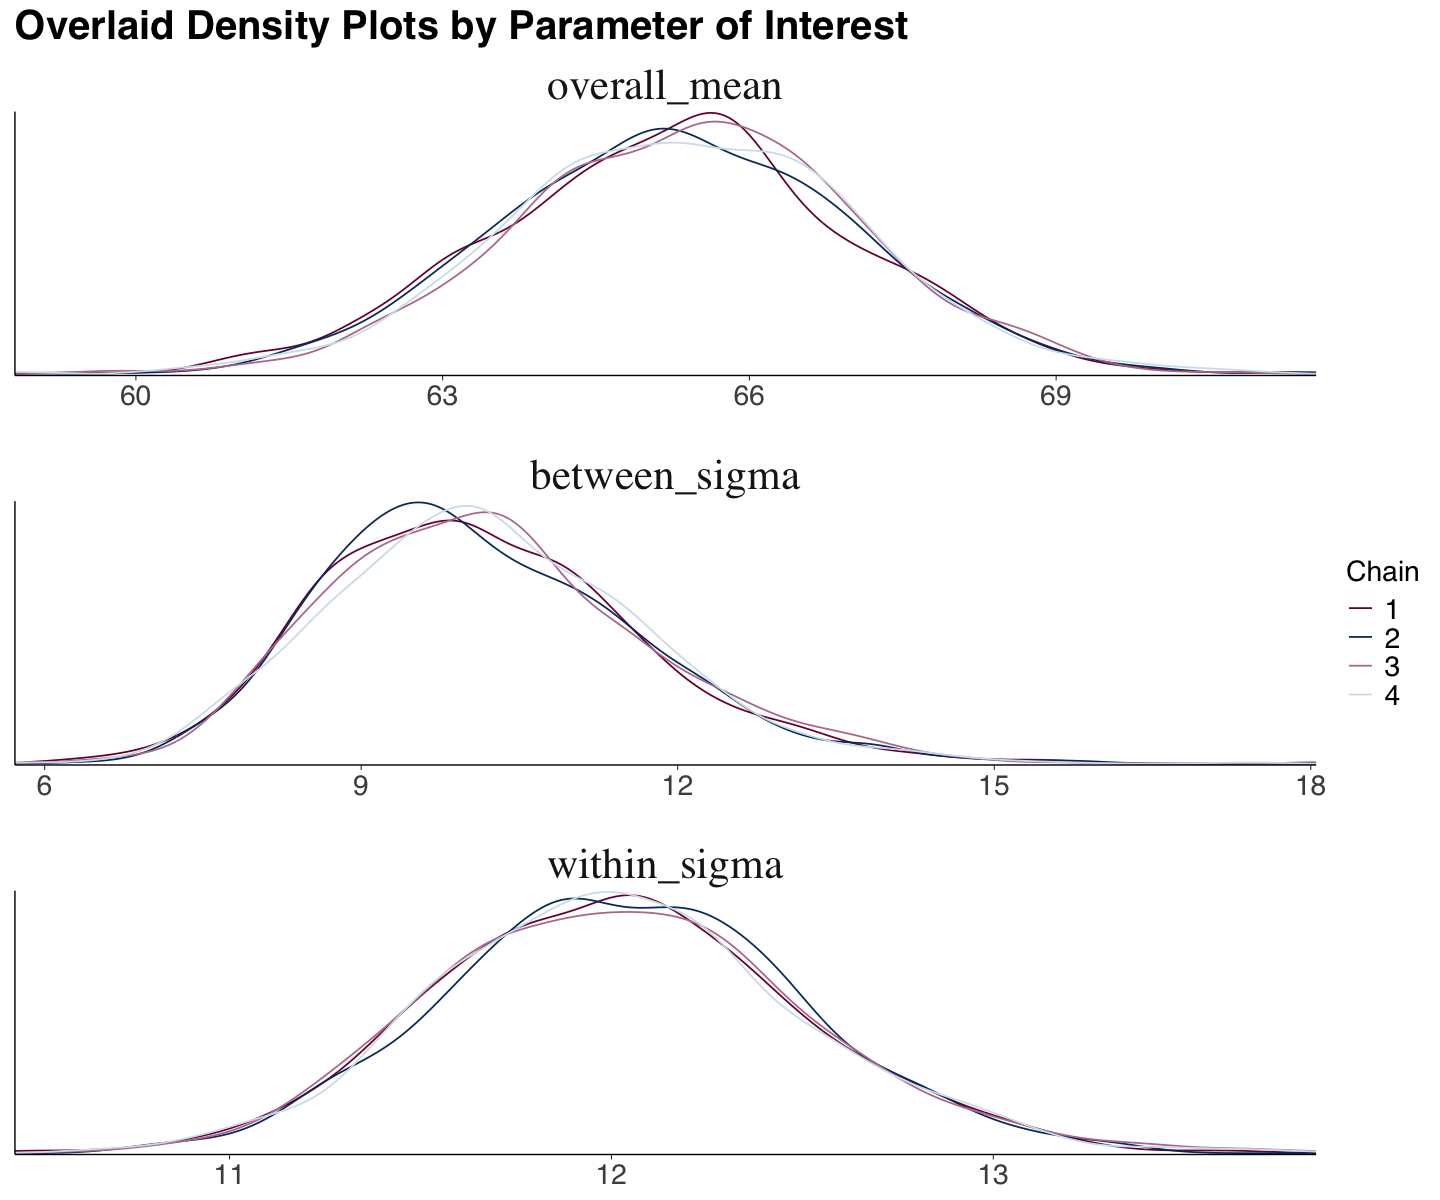 Overlaid Density Plots by Parameter of Interest
overall_mean
60 63 66 69
between_sigma
6 9 12 15 18
Chain
1
2
3
4
within_sigma
11 12 13